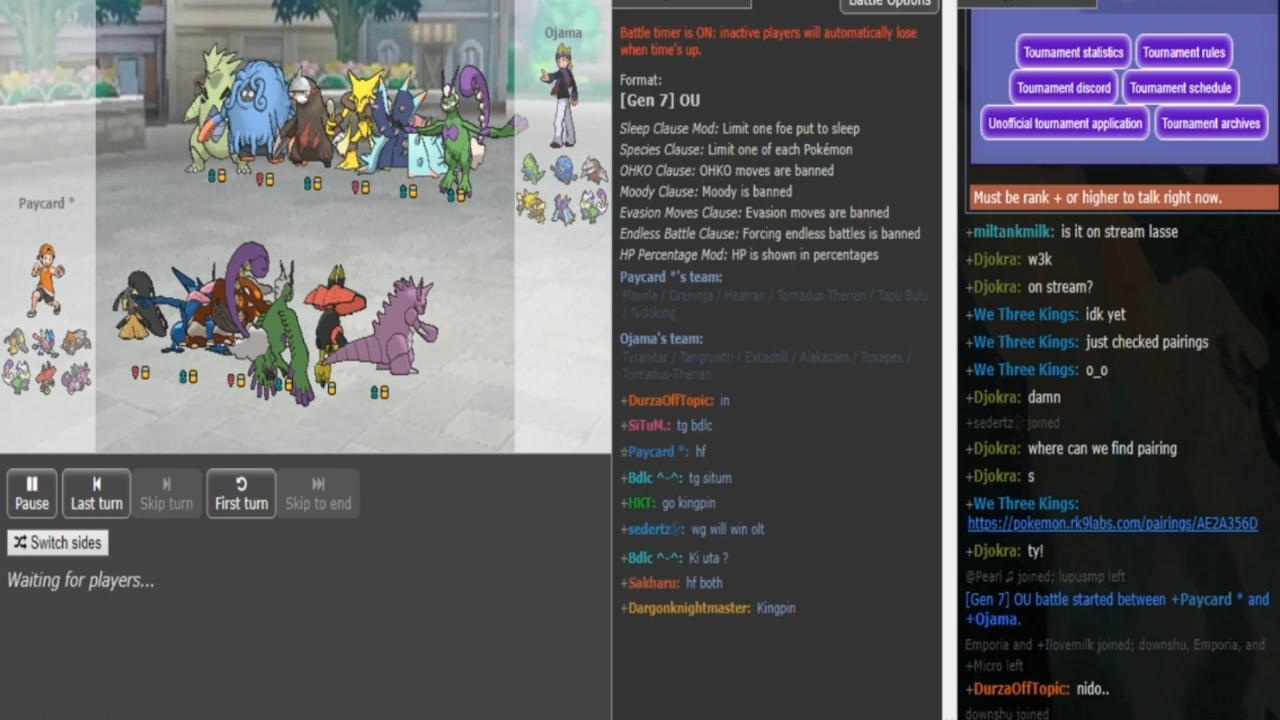 Ojama
Paycard *
Pause
Last turn
Skip turn
First turn
Skip to end
Switch sides
Waiting for players...
Battle Options
Battle timer is ON: inactive players will automatically lose
when time's up.
Format:
[Gen 7] OU
Sleep Clause Mod: Limit one foe put to sleep
Species Clause: Limit one of each Pokémon
OHKO Clause: OHKO moves are banned
Moody Clause: Moody is banned
Evasion Moves Clause: Evasion moves are banned
Endless Battle Clause: Forcing endless battles is banned
HP Percentage Mod: HP is shown in percentages
Paycard *'s team:
Mawile / Greninja / Heatran / Tornadus-Therian / Tapu Bulu
/ Nidoking
Ojama's team:
Tyranitar / Tangrowth / Excadrill / Alakazam / Toxapex /
Tornadus-Therian
+DurzaOffTopic: in
+SiTuM.: tg bdlc
☆Paycard *: hf
+Bdlc ^-^: tg situm
+HKT: go kingpin
+sedertz: wg will win olt
+Bdlc ^-^: Ki uta ?
+Sakharu: hf both
+Dargonknightmaster: Kingpin
Tournament statistics
Tournament rules
Tournament discord
Tournament schedule
Unofficial tournament application
Tournament archives
Must be rank + or higher to talk right now.
+miltankmilk: is it on stream lasse
+Djokra: w3k
+Djokra: on stream?
+We Three Kings: idk yet
+We Three Kings: just checked pairings
+We Three Kings: o_o
+Djokra: damn
+sedertz joined
+Djokra: where can we find pairing
+Djokra: s
+We Three Kings:
https://pokemon.rk9labs.com/pairings/AE2A356D
+Djokra: ty!
@Pearl ♫ joined; lupusmp left
[Gen 7] OU battle started between +Paycard * and
+Ojama.
Emporia and +Ilovemilk joined; downshu, Emporia, and
+Micro left
+DurzaOffTopic: nido..
downshu joined